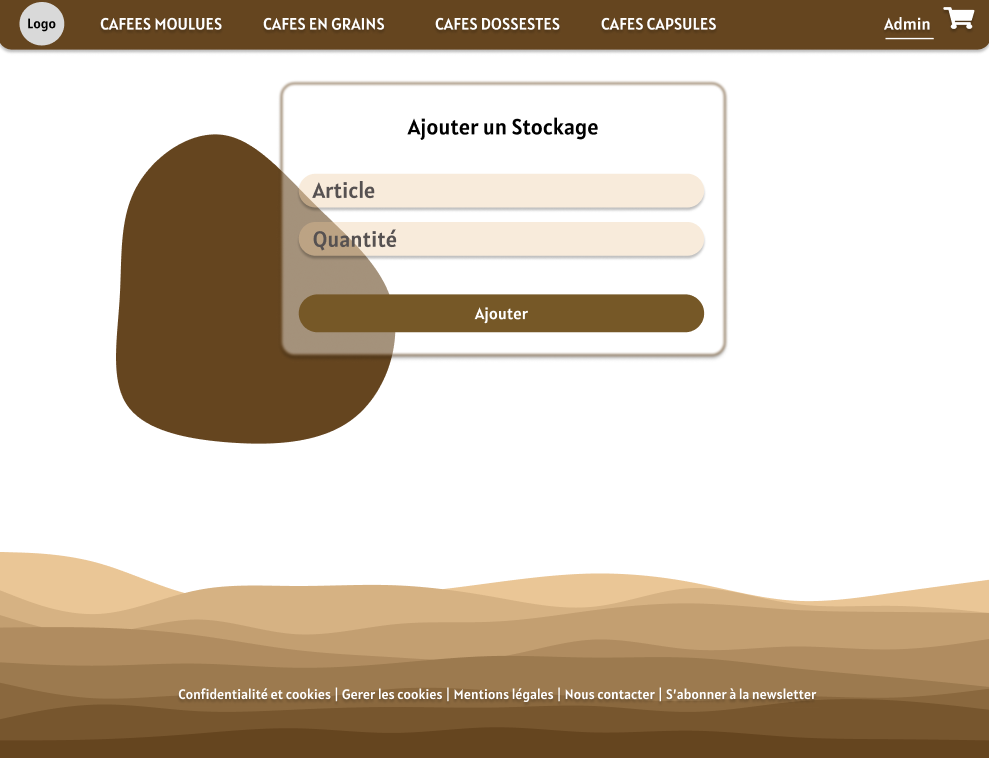 Logo CAFEES MOULUES CAFES EN GRAINS CAFES DOSSESTES CAFES CAPSULES Admin
Ajouter un Stockage
Article
Quantité
Ajouter
Confidentialité et cookies | Gerer les cookies | Mentions légales | Nous contacter | S'abonner à la newsletter